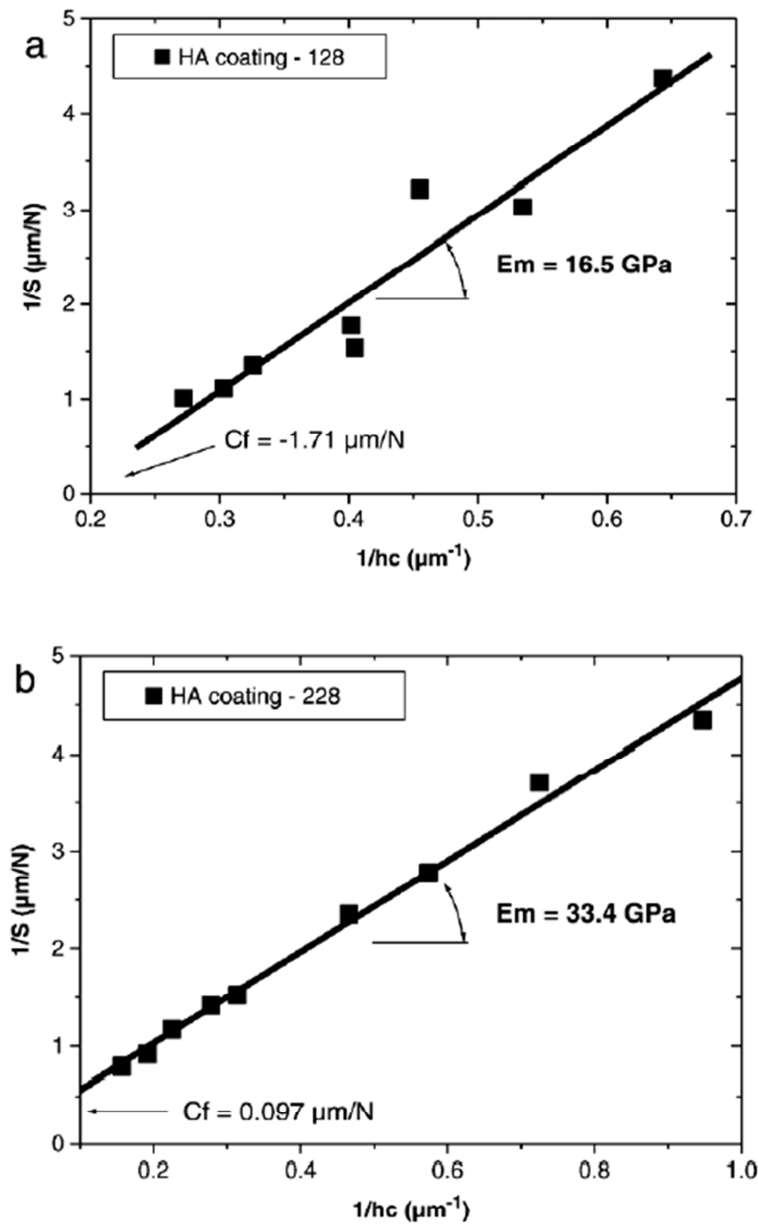 a
HA coating - 128
5
4
3
2
1
0
1/S (µm/N)
Em = 16.5 GPa
Cf = -1.71 µm/N
0.2 0.3 0.4 0.5 0.6 0.7
1/hc (µm-1)
b
HA coating - 228
5
4
3
2
1
0
1/S (µm/N)
Em = 33.4 GPa
Cf = 0.097 µm/N
0.2 0.4 0.6 0.8 1.0
1/hc (µm-1)